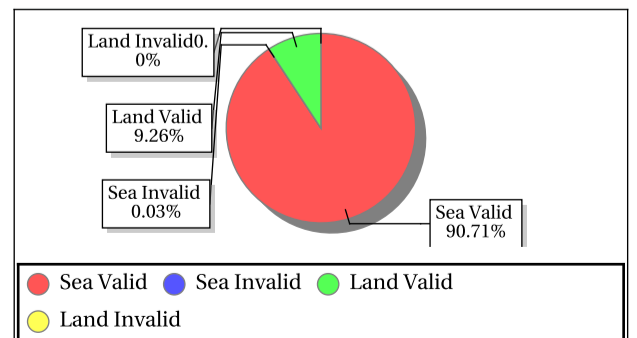 Land Invalid0.
0%
Land Valid
9.26%
Sea Invalid
0.03%
Sea Valid
90.71%
Sea Valid Sea Invalid Land Valid
Land Invalid